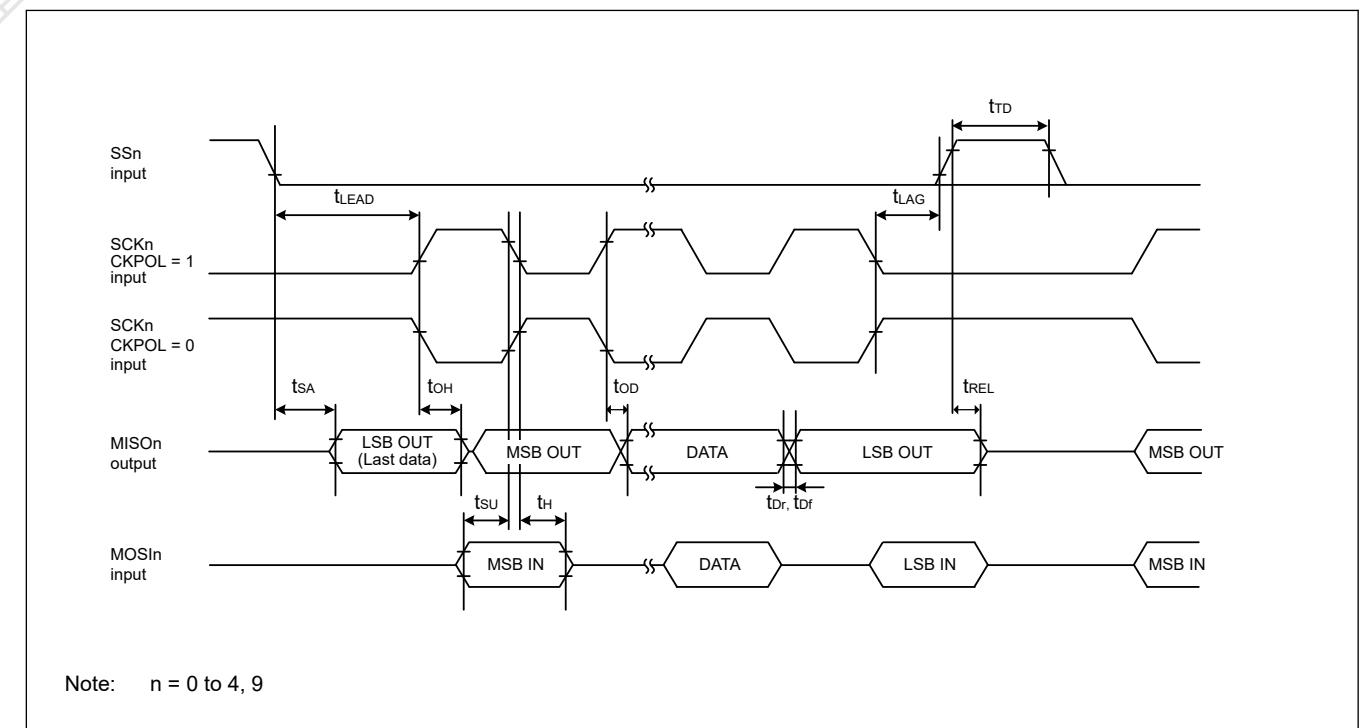 tTD
SSn
input
tLEAD
tLAG
SCKn
CKPOL = 1
input
SCKn
CKPOL = 0
input
tSA
tOH
tOD
tREL
MISOn
output
LSB OUT
(Last data)
MSB OUT
DATA
LSB OUT
MSB OUT
tDr, tDf
tSU
tH
MOSIn
input
MSB IN
DATA
LSB IN
MSB IN
Note: n = 0 to 4, 9